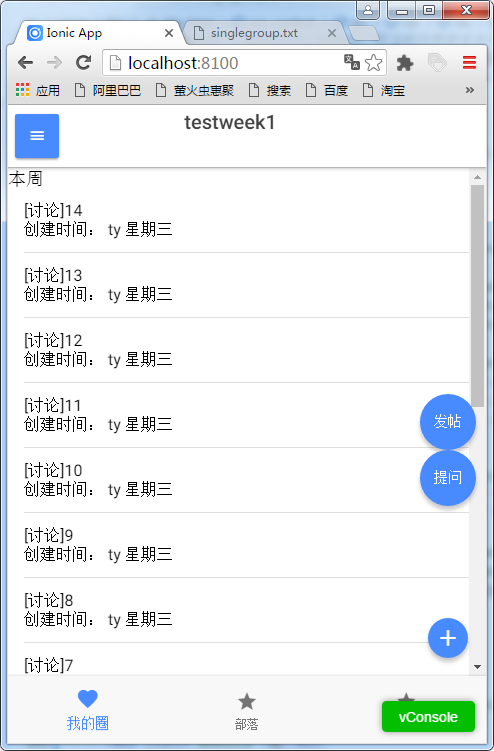 Ionic App
singlegroup.txt
localhost:8100
应用
阿里巴巴
萤火虫惠聚
搜索
百度
淘宝
testweek1
本周
[讨论]14
创建时间： ty 星期三
[讨论]13
创建时间： ty 星期三
[讨论]12
创建时间： ty 星期三
[讨论]11
创建时间： ty 星期三
发帖
[讨论]10
创建时间： ty 星期三
提问
[讨论]9
创建时间： ty 星期三
[讨论]8
创建时间： ty 星期三
[讨论]7
我的圈
部落
vConsole